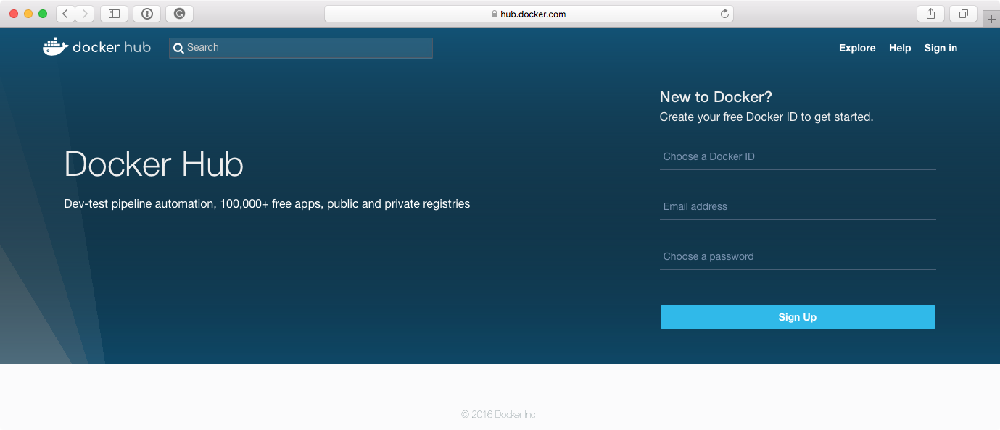 hub.docker.com
docker hub
Search
Explore Help Sign in
New to Docker?
Create your free Docker ID to get started.
Docker Hub
Dev-test pipeline automation, 100,000+ free apps, public and private registries
Choose a Docker ID
Email address
Choose a password
Sign Up
© 2016 Docker Inc.